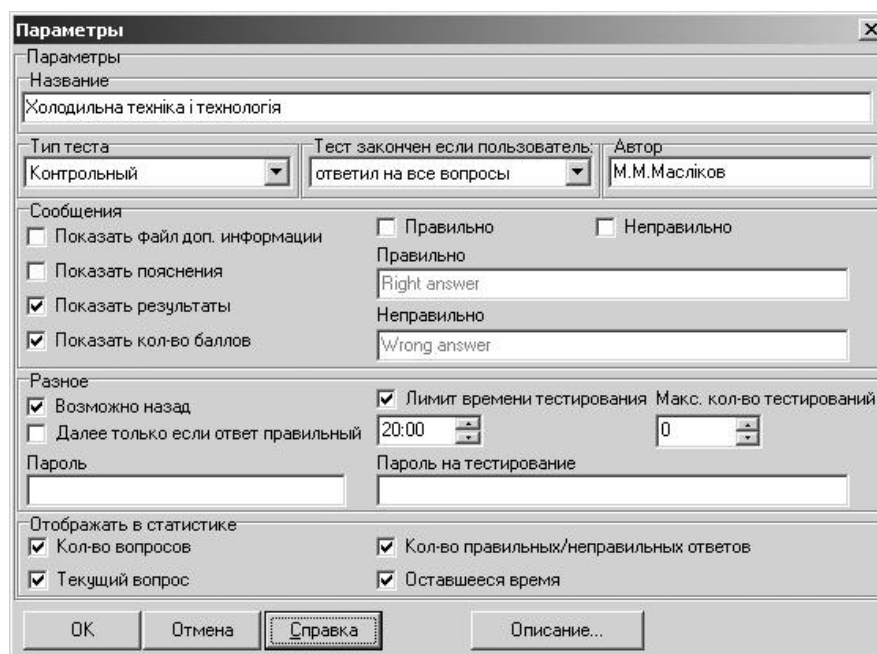 Параметры
Параметры
Название
Холодильна техніка і технологія
Тип теста
Тест закончен если пользователь:
Автор
Контрольный
ответил на все вопросы
М.М.Масліков
Сообщения
Показать файл доп. информации
Правильно
Неправильно
Показать пояснения
Правильно
Right answer
Показать результаты
Неправильно
Показать кол-во баллов
Wrong answer
Разное
Возможно назад
Лимит времени тестирования
Макс. кол-во тестирований
Далее только если ответ правильный
20:00
0
Пароль
Пароль на тестирование
Отображать в статистике
Кол-во вопросов
Кол-во правильных/неправильных ответов
Текущий вопрос
Оставшееся время
OK
Отмена
Справка
Описание...